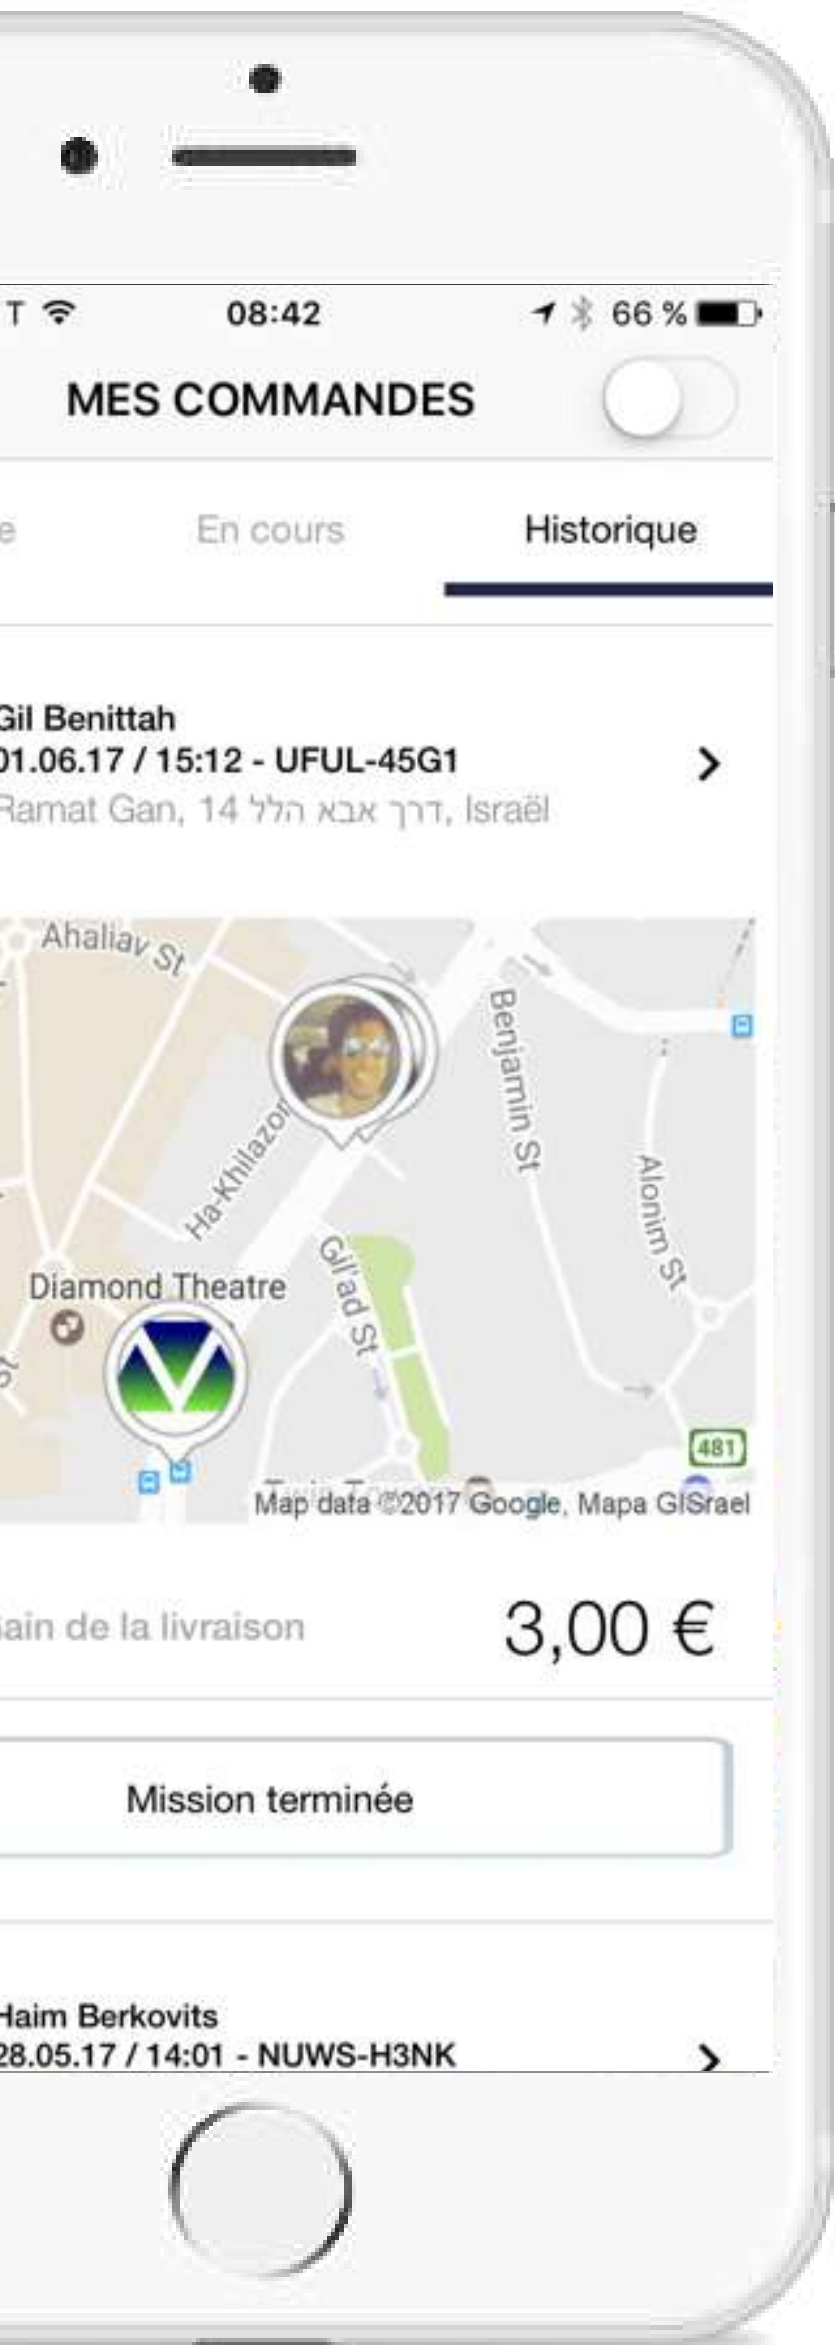 T 08:42 66 %
MES COMMANDES
e En cours Historique
Gil Benittah
01.06.17 / 15:12 - UFUL-45G1
Ramat Gan, 14 דרך אבא הלל, Israël
Ahaliav St
Benjamin St
Ha-Khilazon
Alonim St
Gil'ad St
Diamond Theatre
St
481
Map data ©2017 Google, Mapa GISrael
ain de la livraison 3,00 €
Mission terminée
Haim Berkovits
28.05.17 / 14:01 - NUWS-H3NK